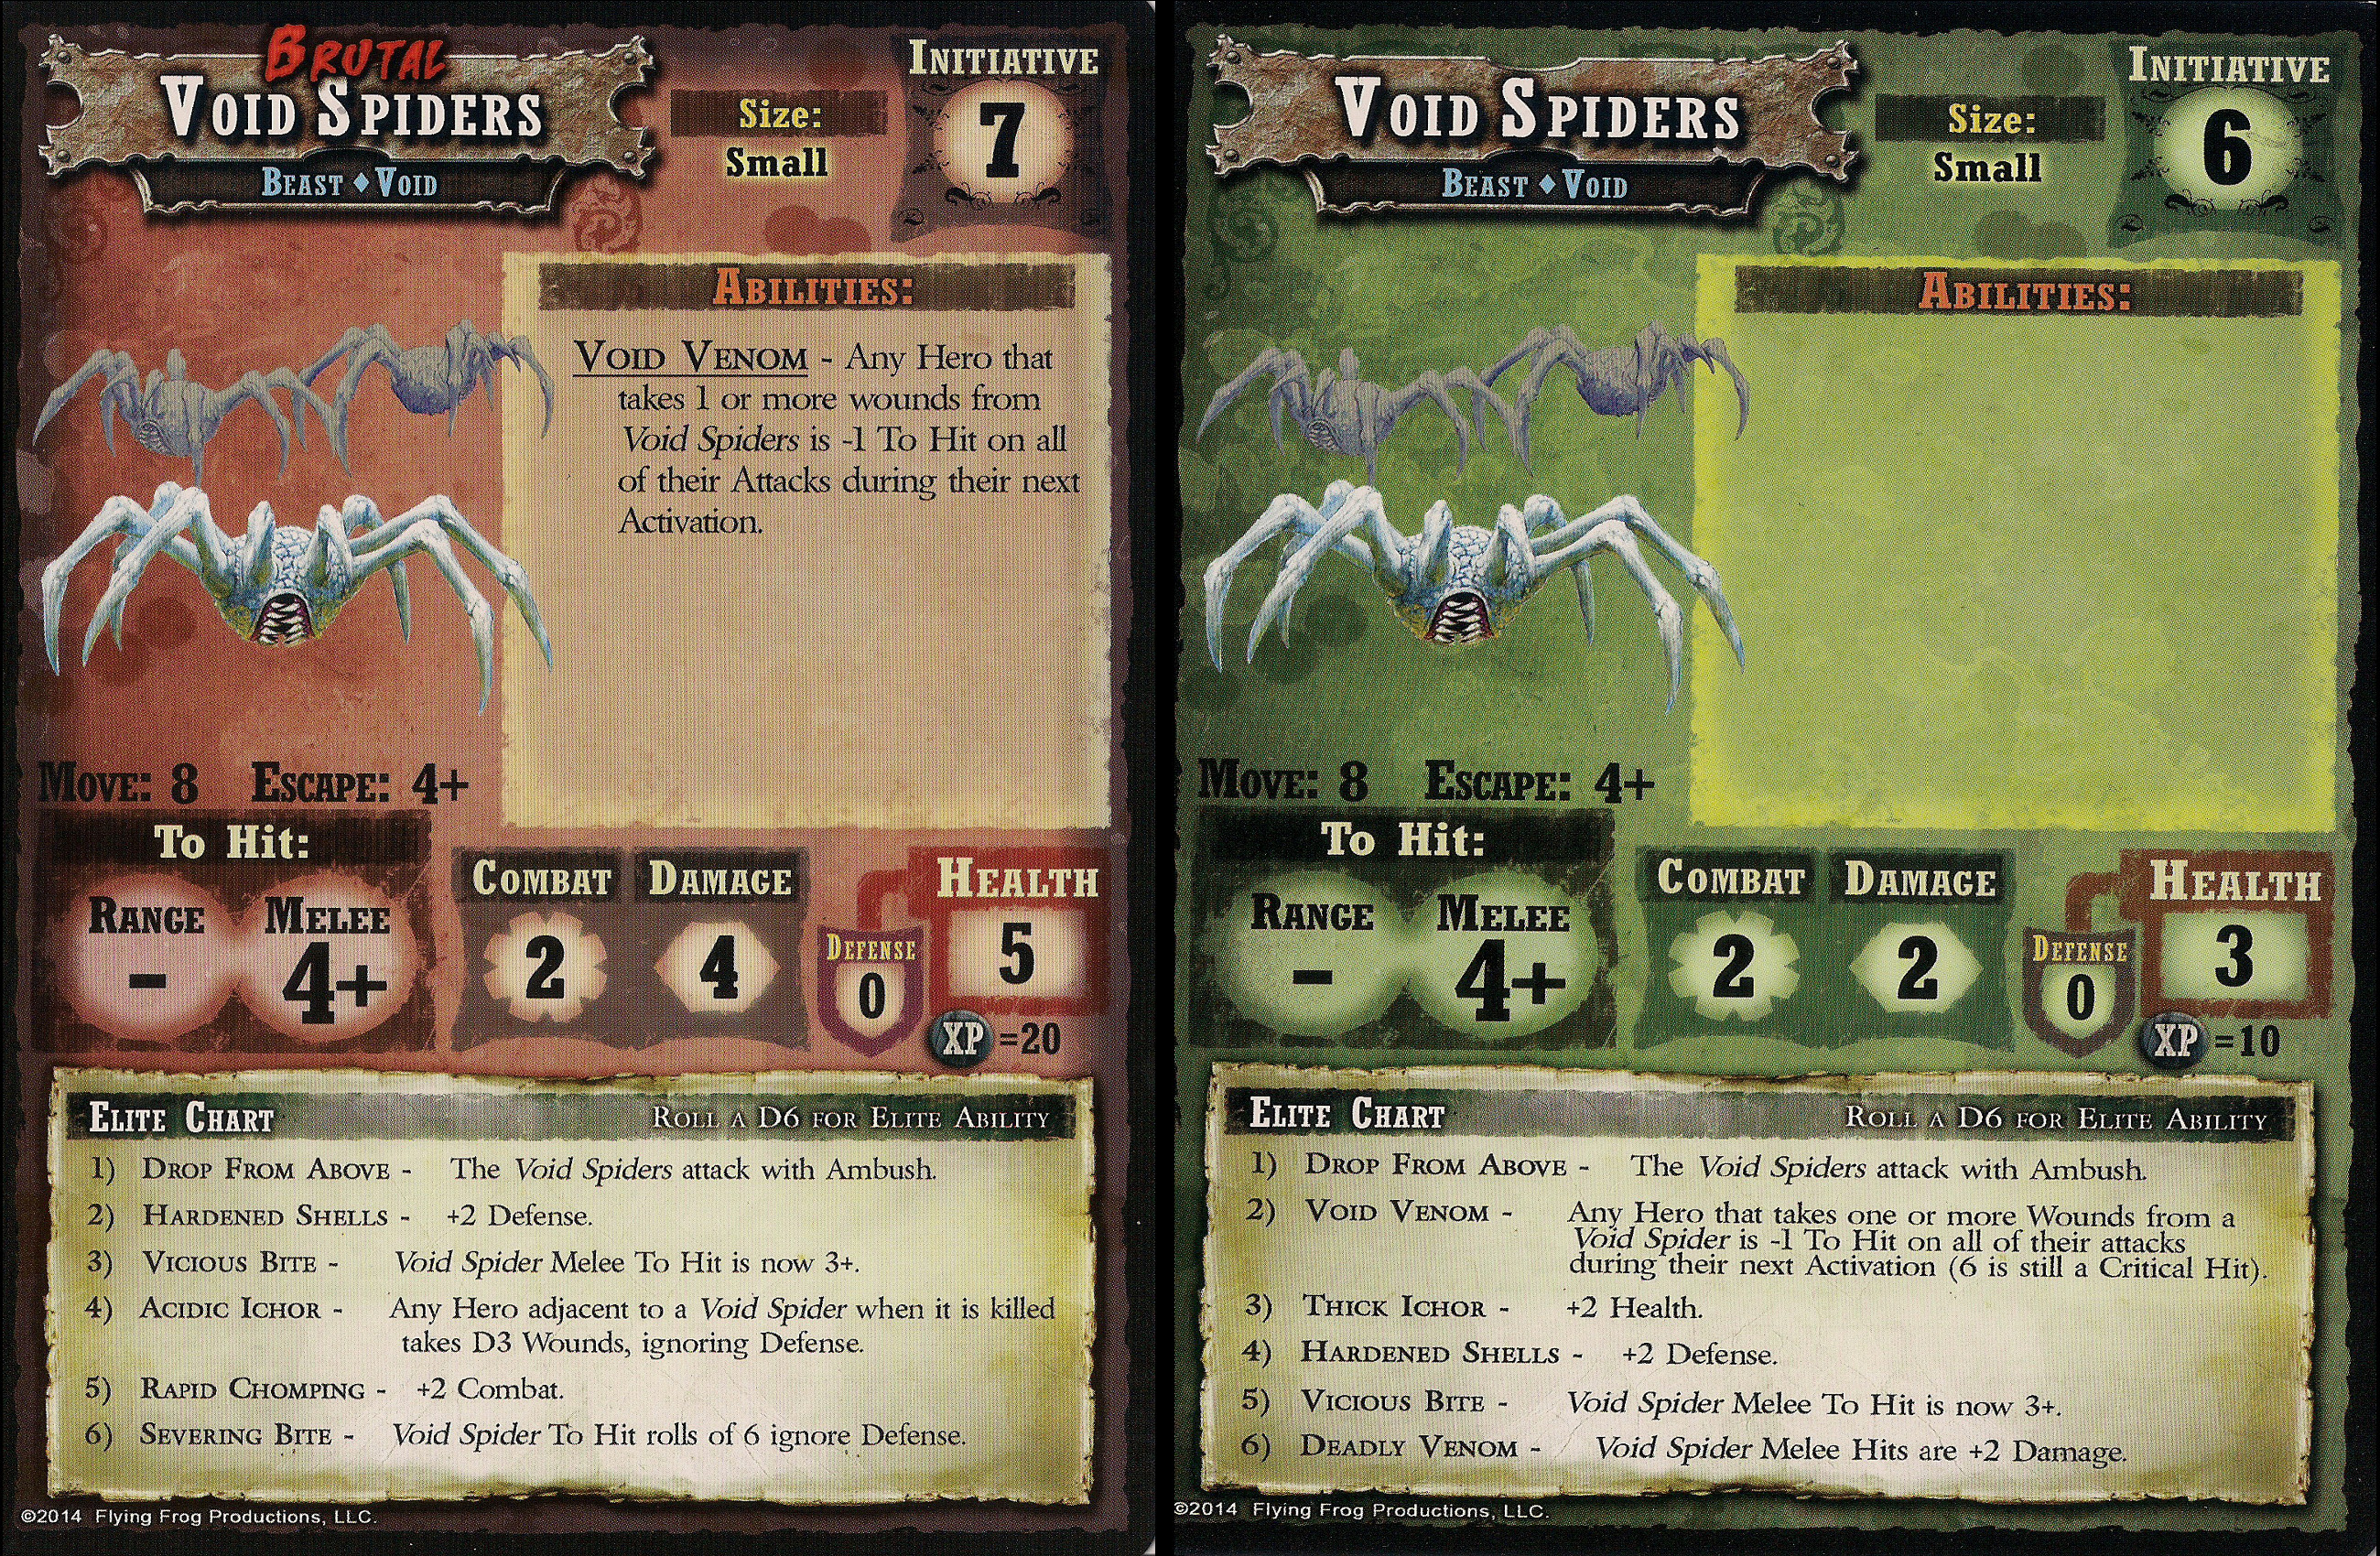 BRUTAL
VOID SPIDERS
BEAST ♦ VOID
Size:
Small
INITIATIVE
7
ABILITIES:
VOID VENOM - Any Hero that
takes 1 or more wounds from
Void Spiders is -1 To Hit on all
of their Attacks during their next
Activation.
MOVE: 8 ESCAPE: 4+
To Hit:
RANGE MELEE
- 4+
COMBAT DAMAGE
2 4
DEFENSE
0
HEALTH
5
XP =20
ELITE CHART ROLL A D6 FOR ELITE ABILITY
1) DROP FROM ABOVE - The Void Spiders attack with Ambush.
2) HARDENED SHELLS - +2 Defense.
3) VICIOUS BITE - Void Spider Melee To Hit is now 3+.
4) ACIDIC ICHOR - Any Hero adjacent to a Void Spider when it is killed
takes D3 Wounds, ignoring Defense.
5) RAPID CHOMPING - +2 Combat.
6) SEVERING BITE - Void Spider To Hit rolls of 6 ignore Defense.
©2014 Flying Frog Productions, LLC.
VOID SPIDERS
BEAST ♦ VOID
Size:
Small
INITIATIVE
6
ABILITIES:
MOVE: 8 ESCAPE: 4+
To Hit:
RANGE MELEE
- 4+
COMBAT DAMAGE
2 2
DEFENSE
0
HEALTH
3
XP =10
ELITE CHART ROLL A D6 FOR ELITE ABILITY
1) DROP FROM ABOVE - The Void Spiders attack with Ambush.
2) VOID VENOM - Any Hero that takes one or more Wounds from a
Void Spider is -1 To Hit on all of their attacks
during their next Activation (6 is still a Critical Hit).
3) THICK ICHOR - +2 Health.
4) HARDENED SHELLS - +2 Defense.
5) VICIOUS BITE - Void Spider Melee To Hit is now 3+.
6) DEADLY VENOM - Void Spider Melee Hits are +2 Damage.
©2014 Flying Frog Productions, LLC.